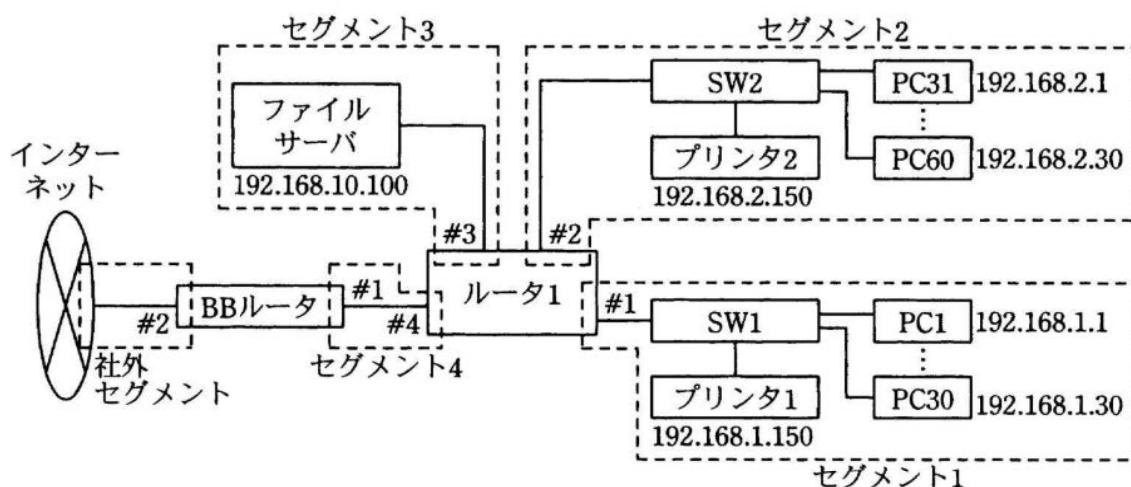 セグメント3
ファイル
サーバ
192.168.10.100
#3
セグメント2
SW2
プリンタ2
192.168.2.150
PC31
192.168.2.1
PC60
192.168.2.30
#2
インター
ネット
#2
社外
セグメント
BBルータ
#1
#4
セグメント4
ルータ1
#1
SW1
プリンタ1
192.168.1.150
PC1
192.168.1.1
PC30
192.168.1.30
セグメント1